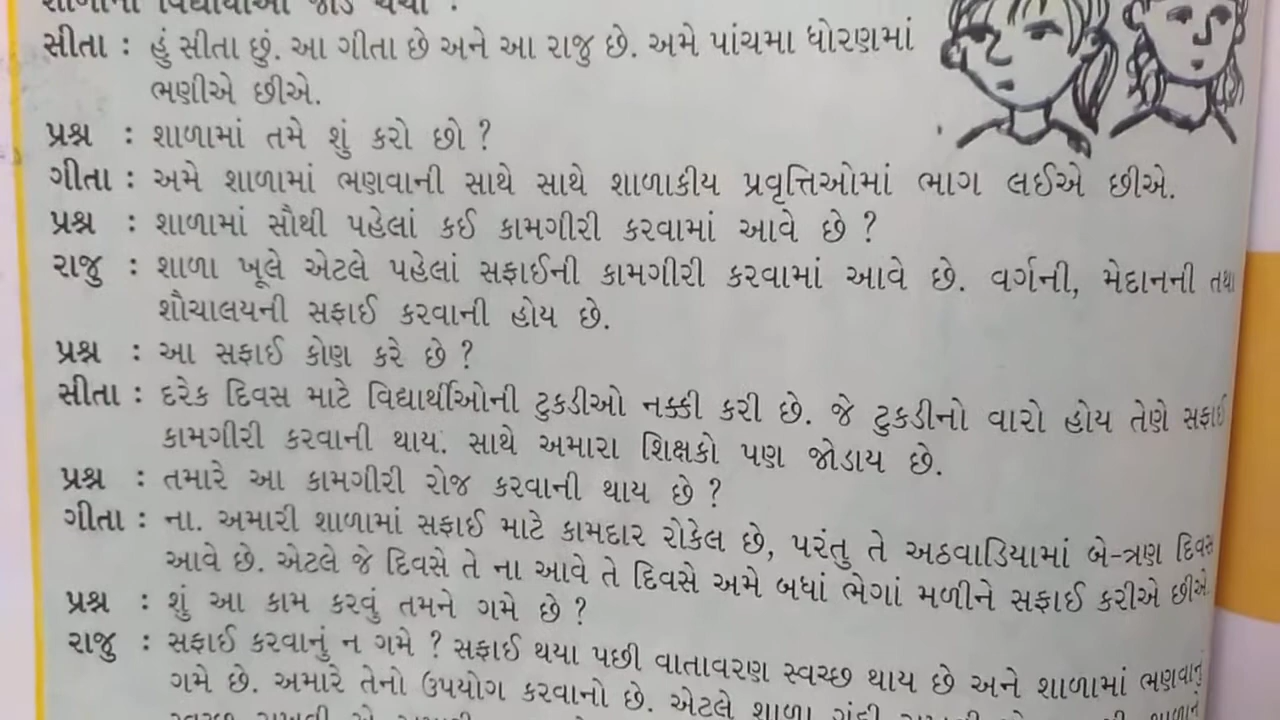 સીતા : હું સીતા છું. આ ગીતા છે અને આ રાજુ છે. અમે પાંચમા ધોરણમાં
ભણીએ છીએ.
પ્રશ્ન : શાળામાં તમે શું કરો છો ?
ગીતા : અમે શાળામાં ભણવાની સાથે સાથે શાળાકીય પ્રવૃત્તિઓમાં ભાગ લઈએ છીએ.
પ્રશ્ન : શાળામાં સૌથી પહેલાં કઈ કામગીરી કરવામાં આવે છે ?
રાજુ : શાળા ખૂલે એટલે પહેલાં સફાઈની કામગીરી કરવામાં આવે છે. વર્ગની, મેદાનની તથા
શૌચાલયની સફાઈ કરવાની હોય છે.
પ્રશ્ન : આ સફાઈ કોણ કરે છે ?
સીતા : દરેક દિવસ માટે વિદ્યાર્થીઓની ટુકડીઓ નક્કી કરી છે. જે ટુકડીનો વારો હોય તેણે સફાઈ
કામગીરી કરવાની થાય. સાથે અમારા શિક્ષકો પણ જોડાય છે.
પ્રશ્ન : તમારે આ કામગીરી રોજ કરવાની થાય છે ?
ગીતા : ના. અમારી શાળામાં સફાઈ માટે કામદાર રોકેલ છે, પરંતુ તે અઠવાડિયામાં બે-ત્રણ દિવસ
આવે છે. એટલે જે દિવસે તે ના આવે તે દિવસે અમે બધાં ભેગાં મળીને સફાઈ કરીએ છીએ.
પ્રશ્ન : શું આ કામ કરવું તમને ગમે છે ?
રાજુ : સફાઈ કરવાનું ન ગમે ? સફાઈ થયા પછી વાતાવરણ સ્વચ્છ થાય છે અને શાળામાં ભણવાનું
ગમે છે. અમારે તેનો ઉપયોગ કરવાનો છે. એટલે શાળા ગંદી